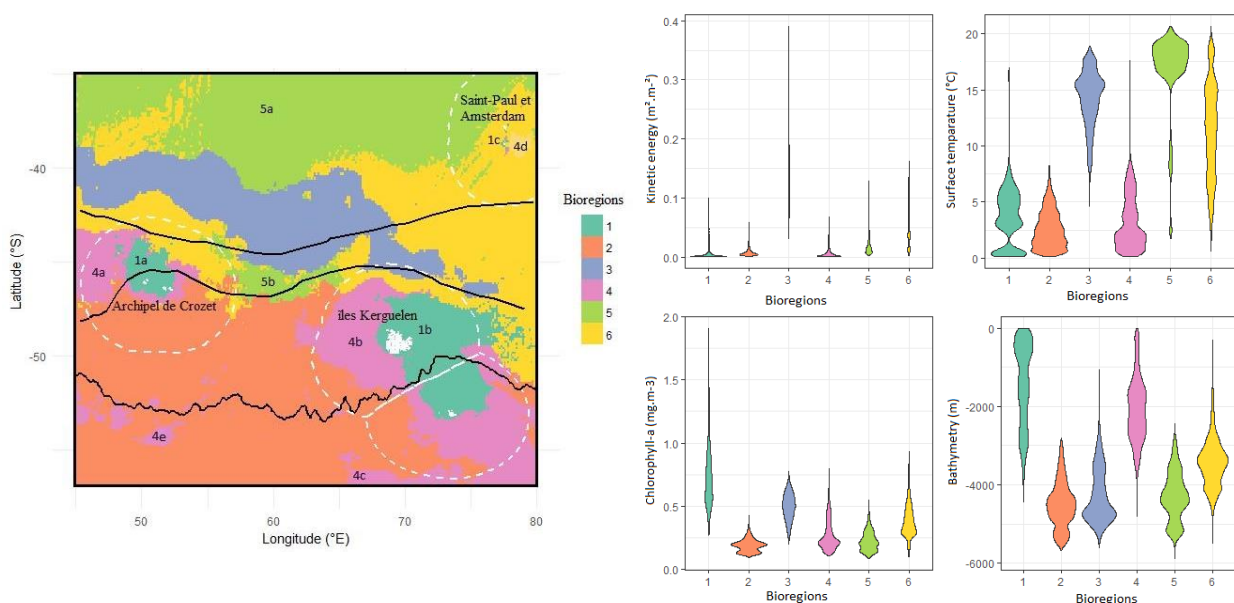 Latitude (°S)
-40
-50
50
60
70
80
Longitude (°E)
5a
Saint-Paul et
Amsterdam
1c
4d
4a
1a
5b
Archipel de Crozet
îles Kerguelen
1b
4b
4e
4c
Bioregions
1
2
3
4
5
6
Kinetic energy (m².m-²)
0.4
0.3
0.2
0.1
0.0
1 2 3 4 5 6
Bioregions
Surface temparature (°C)
20
15
10
5
0
1 2 3 4 5 6
Bioregions
Chlorophyll-a (mg.m-3)
2.0
1.5
1.0
0.5
0.0
1 2 3 4 5 6
Bioregions
Bathymetry (m)
0
-2000
-4000
-6000
1 2 3 4 5 6
Bioregions